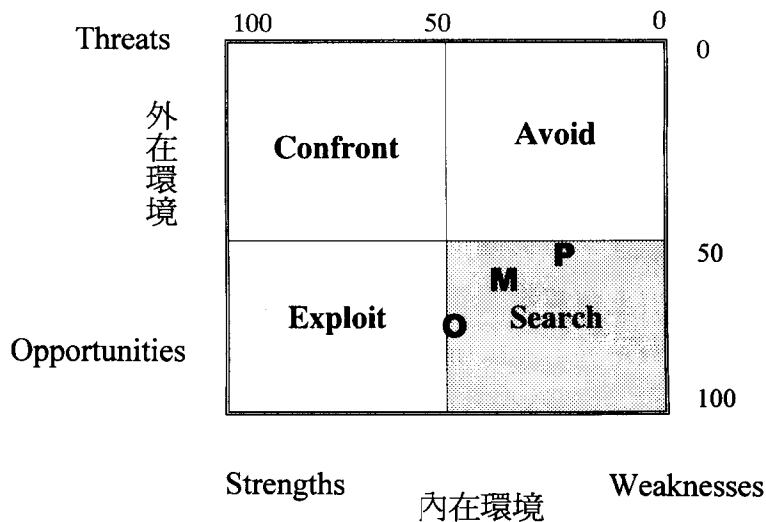 100 50 0
Threats 0
外在環境
Confront Avoid
50
P
M
Exploit Search
O
Opportunities
100
Strengths Weaknesses
內在環境